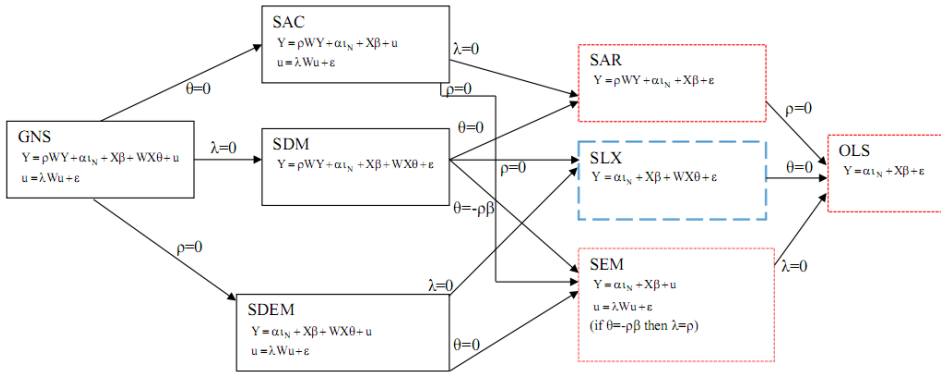 SAC
Y = ρWY + αι_N + Xβ + u
u = λWu + ε
λ=0
SAR
Y = ρWY + αι_N + Xβ + ε
ρ=0
θ=0
ρ=0
GNS
Y = ρWY + αι_N + Xβ + WXθ + u
u = λWu + ε
λ=0
SDM
Y = ρWY + αι_N + Xβ + WXθ + ε
θ=0
ρ=0
θ=-ρβ
SLX
Y = αι_N + Xβ + WXθ + ε
θ=0
OLS
Y = αι_N + Xβ + ε
ρ=0
SDEM
Y = αι_N + Xβ + WXθ + u
u = λWu + ε
λ=0
θ=0
SEM
Y = αι_N + Xβ + u
u = λWu + ε
(if θ=-ρβ then λ=ρ)
λ=0